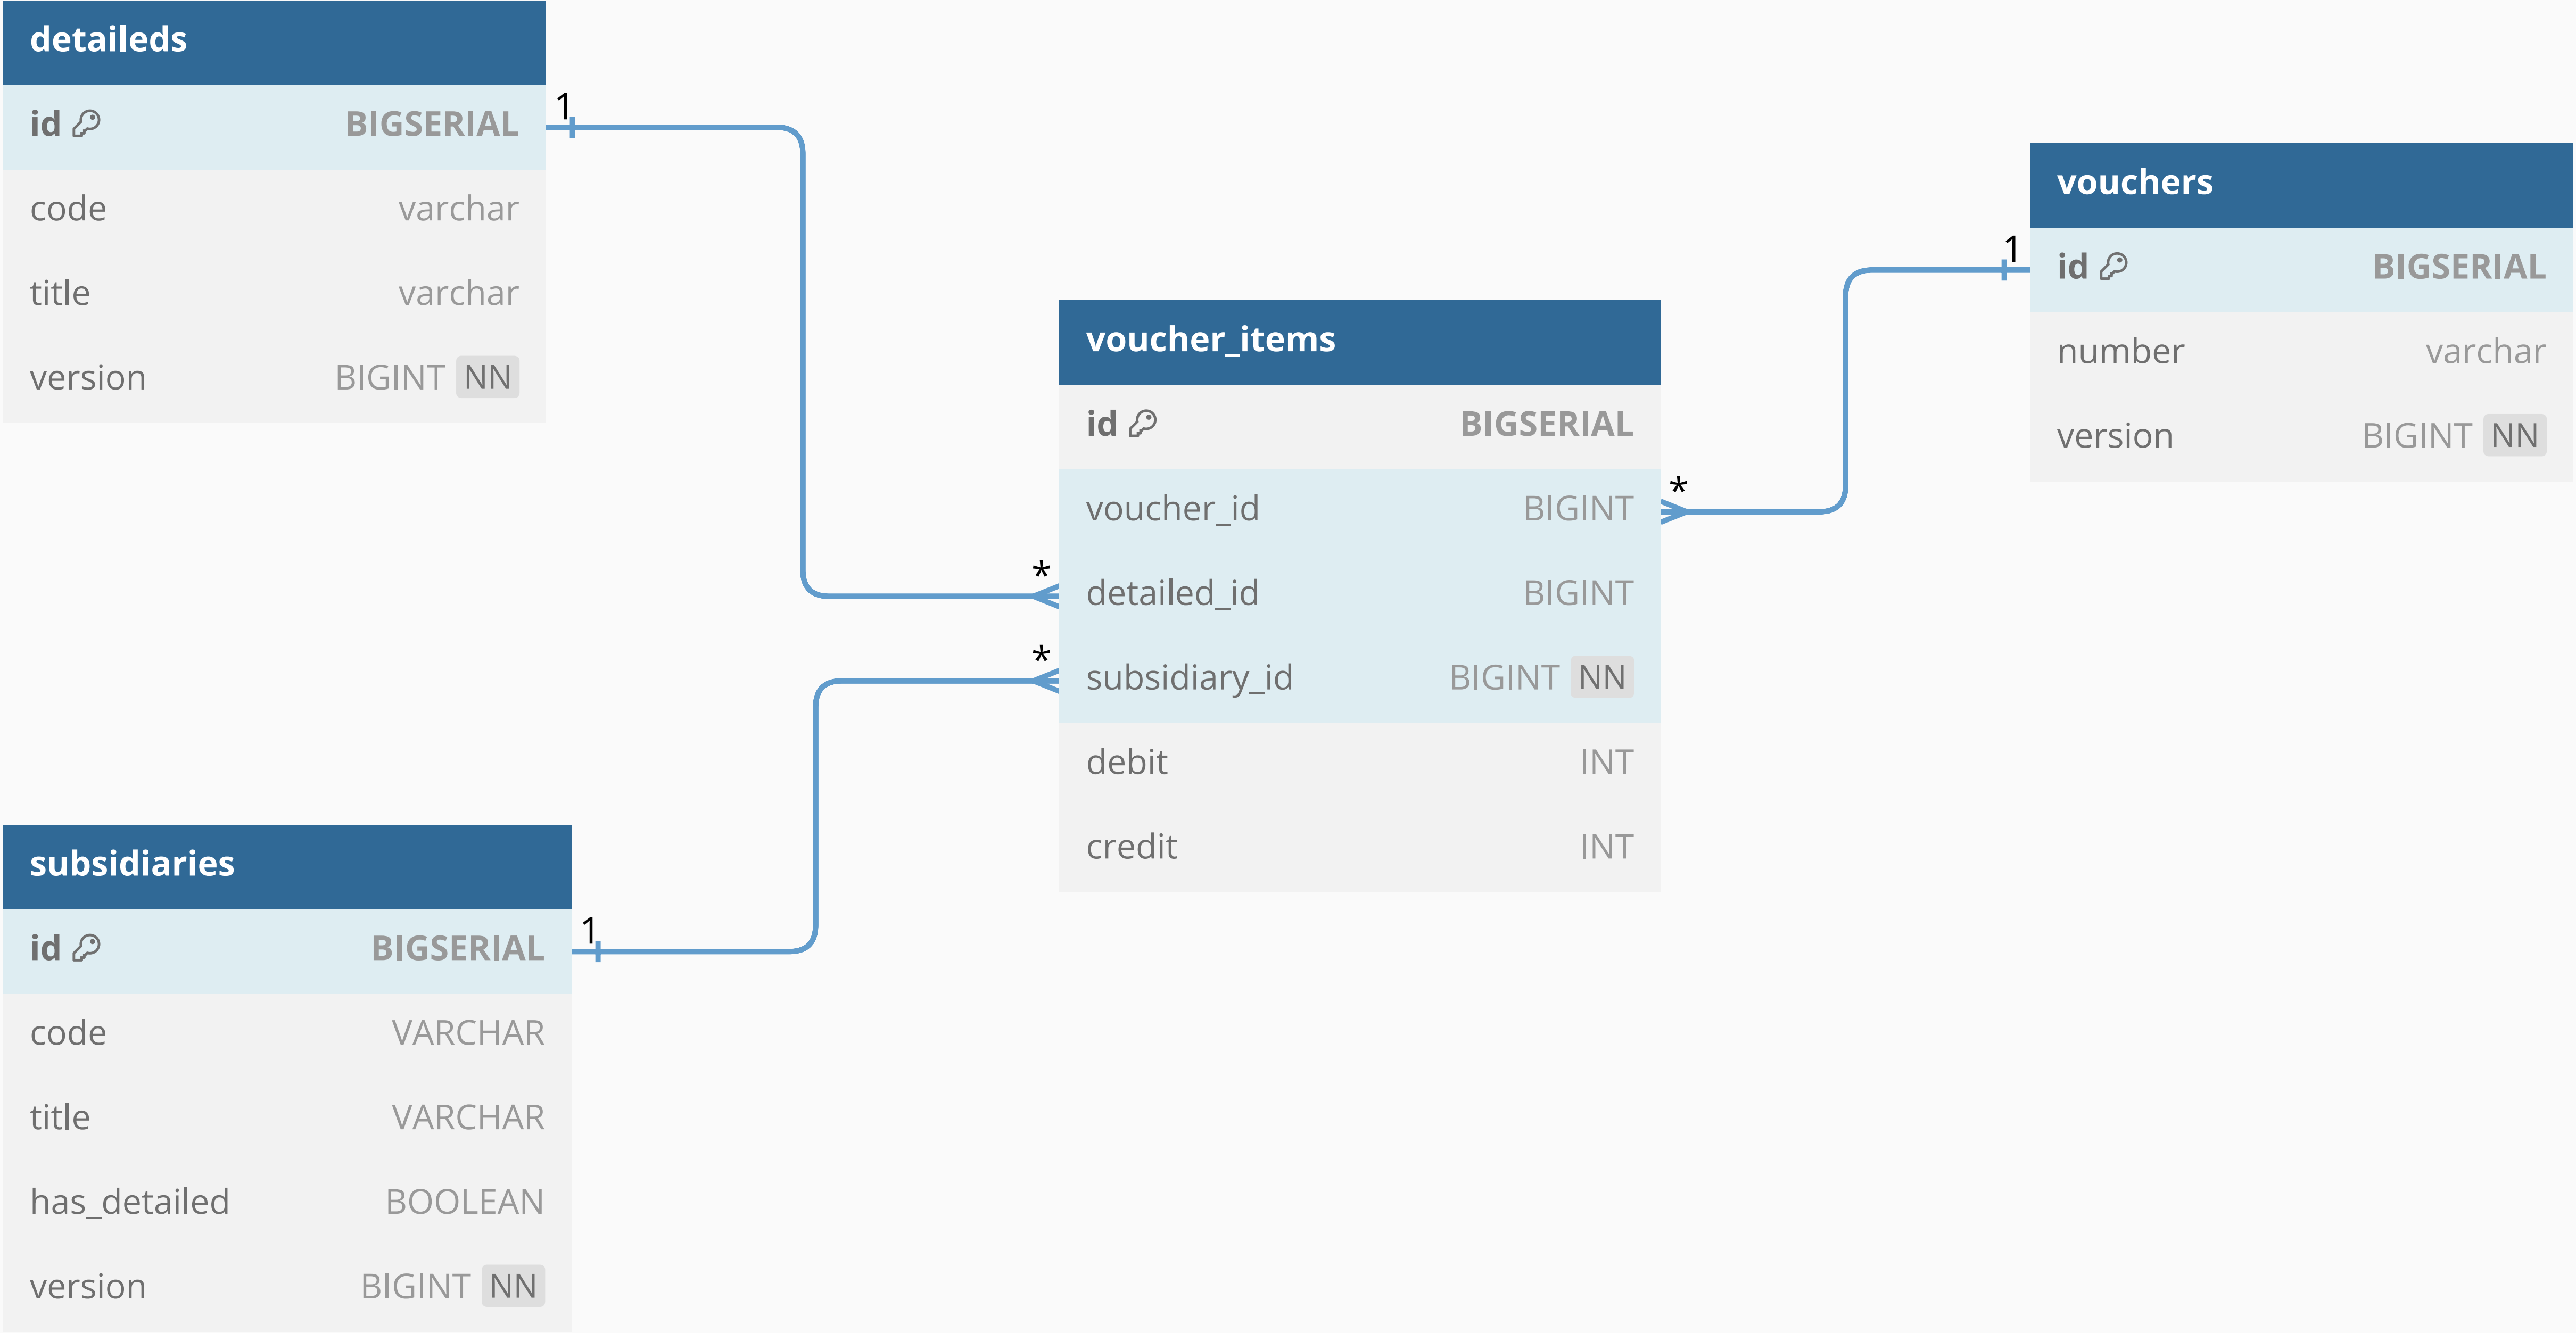 detaileds
id BIGSERIAL
code varchar
title varchar
version BIGINT NN
1
*
voucher_items
id BIGSERIAL
voucher_id BIGINT
detailed_id BIGINT
subsidiary_id BIGINT NN
debit INT
credit INT
*
1
vouchers
id BIGSERIAL
number varchar
version BIGINT NN
*
1
subsidiaries
id BIGSERIAL
code VARCHAR
title VARCHAR
has_detailed BOOLEAN
version BIGINT NN